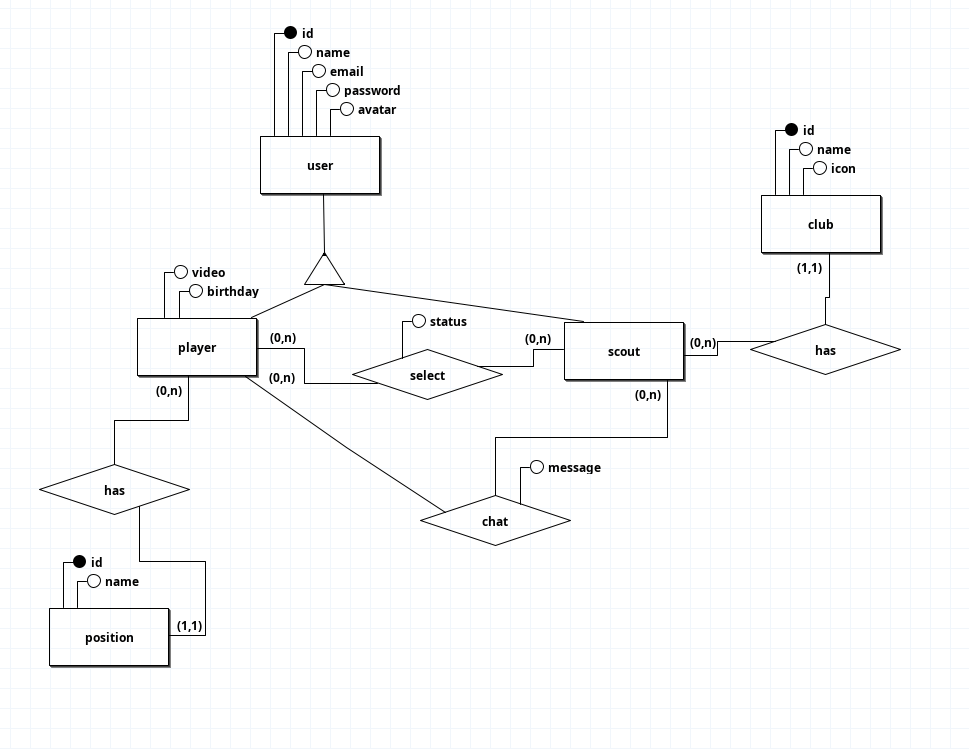 id
name
email
password
avatar
user
id
name
icon
club
(1,1)
video
birthday
player
(0,n)
(0,n)
(0,n)
status
select
(0,n)
scout
(0,n)
has
(0,n)
has
message
chat
id
name
position
(1,1)